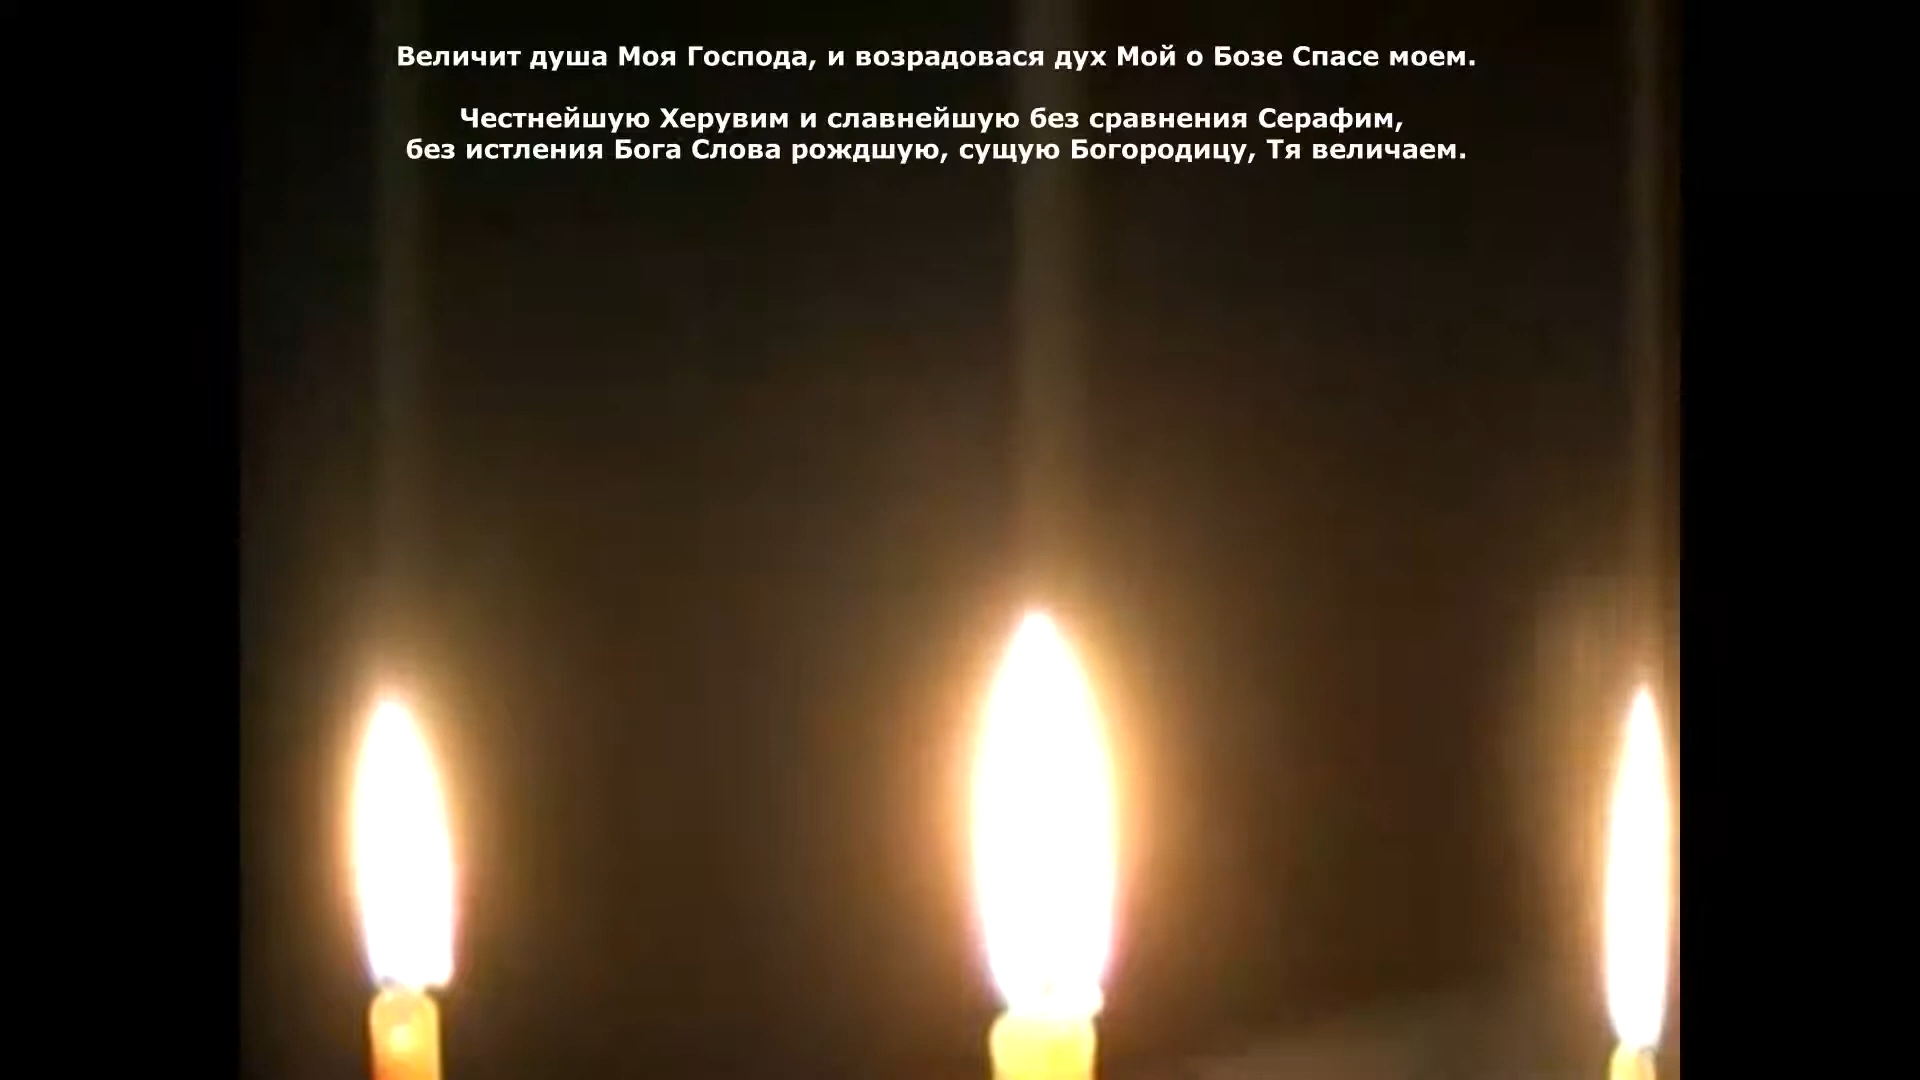 Величит душа Моя Господа, и возрадовася дух Мой о Бозе Спасе моем.
Честнейшую Херувим и славнейшую без сравнения Серафим,
без истления Бога Слова рождшую, сущую Богородицу, Тя величаем.